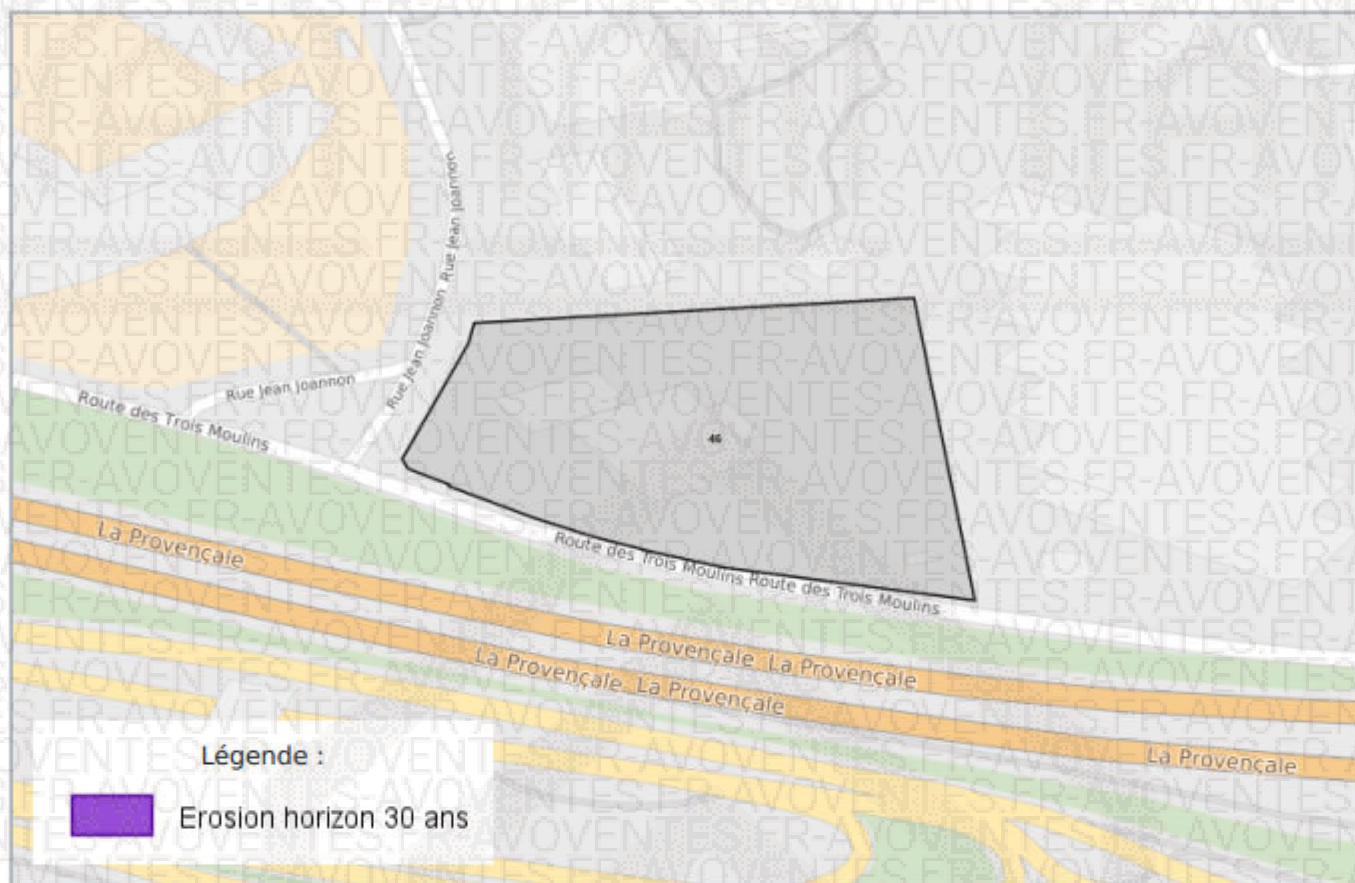 Rue Jean Joannon
Rue Jean Joannon
Rue Jean Joannon
Route des Trois Moulins
46
Route des Trois Moulins
Route des Trois Moulins
La Provençale
La Provençale
La Provençale
La Provençale
La Provençale
La Provençale
Légende :
Erosion horizon 30 ans
AVOVENTES.FR